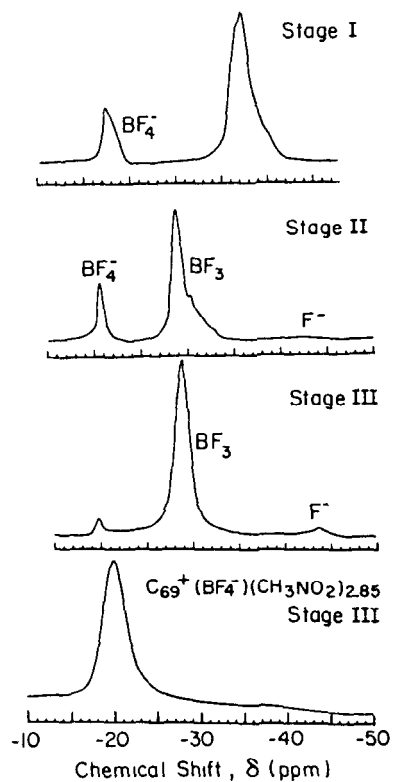 Stage I
BF₄⁻
Stage II
BF₄⁻
BF₃
F⁻
Stage III
BF₃
F⁻
C₆₉⁺(BF₄⁻)(CH₃NO₂)₂.₈₅
Stage III
-10 -20 -30 -40 -50
Chemical Shift, δ (ppm)